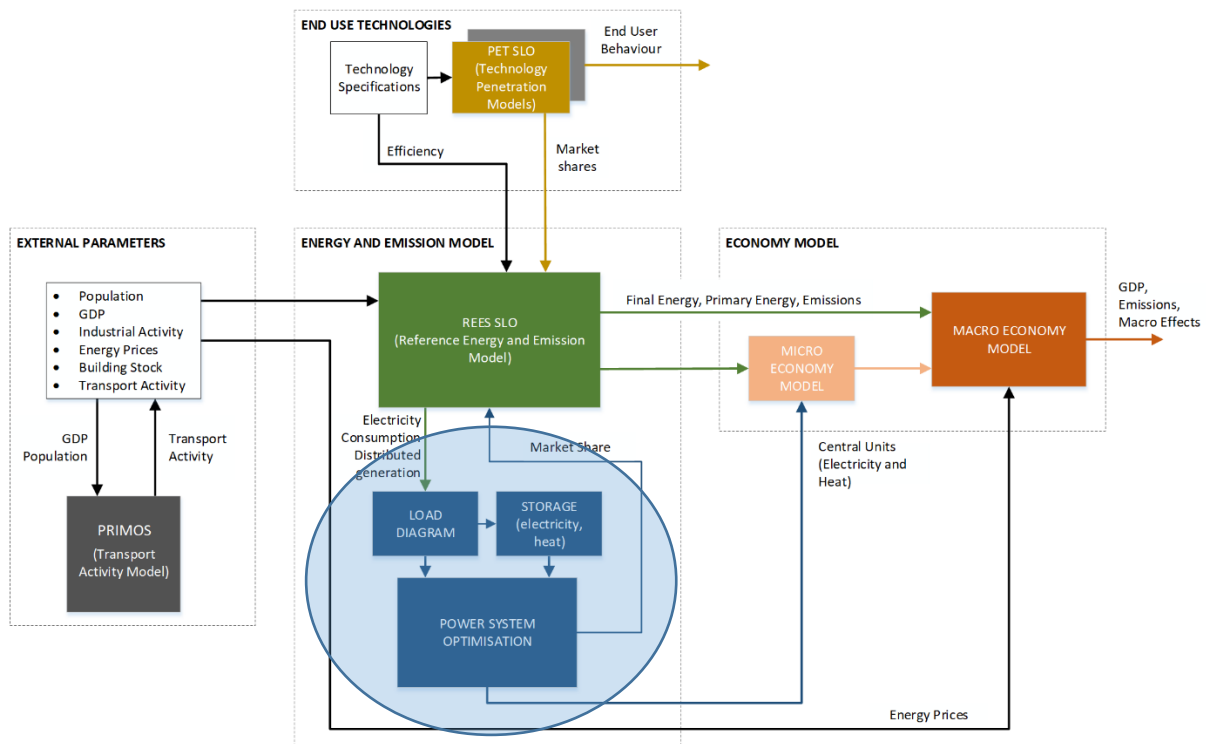 END USE TECHNOLOGIES
Technology
Specifications
PET SLO
(Technology
Penetration
Models)
End User
Behaviour
Efficiency
Market
shares
EXTERNAL PARAMETERS
• Population
• GDP
• Industrial Activity
• Energy Prices
• Building Stock
• Transport Activity
GDP
Population
Transport
Activity
PRIMOS
(Transport
Activity Model)
ENERGY AND EMISSION MODEL
REES SLO
(Reference Energy and Emission
Model)
Electricity
Consumption
Distributed
generation
Market Share
LOAD
DIAGRAM
STORAGE
(electricity,
heat)
POWER SYSTEM
OPTIMISATION
ECONOMY MODEL
Final Energy, Primary Energy, Emissions
MICRO
ECONOMY
MODEL
MACRO ECONOMY
MODEL
GDP,
Emissions,
Macro Effects
Central Units
(Electricity and
Heat)
Energy Prices